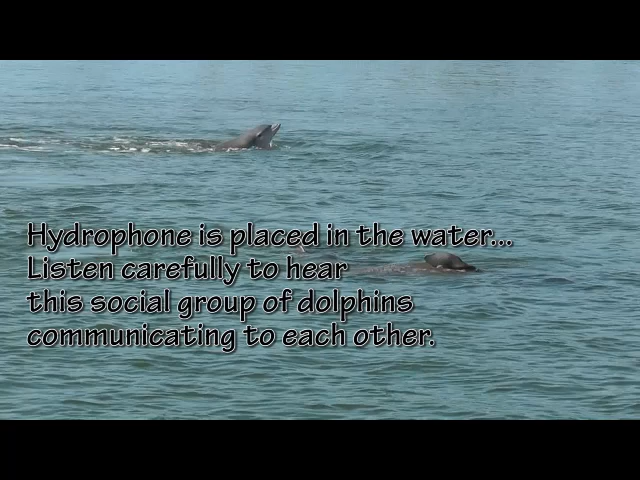 Hydrophone is placed in the water...
Listen carefully to hear
this social group of dolphins
communicating to each other.